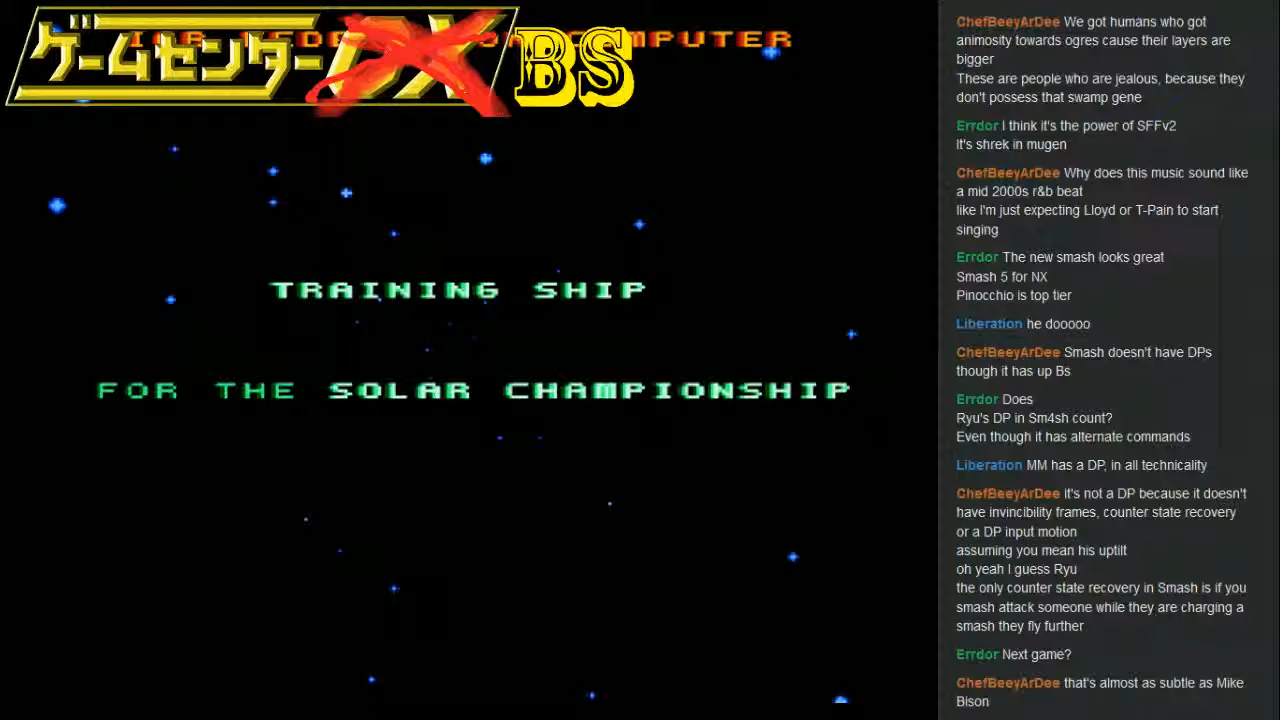 ゲームセンターDX BS
COMPUTER
TRAINING SHIP
FOR THE SOLAR CHAMPIONSHIP
ChefBeeyArDee We got humans who got
animosity towards ogres cause their layers are
bigger
These are people who are jealous, because they
don't possess that swamp gene
Errdor I think it's the power of SFFv2
It's shrek in mugen
ChefBeeyArDee Why does this music sound like
a mid 2000s r&b beat
like I'm just expecting Lloyd or T-Pain to start
singing
Errdor The new smash looks great
Smash 5 for NX
Pinocchio is top tier
Liberation he dooooo
ChefBeeyArDee Smash doesn't have DPs
though it has up Bs
Errdor Does
Ryu's DP in Sm4sh count?
Even though it has alternate commands
Liberation MM has a DP, in all technicality
ChefBeeyArDee it's not a DP because it doesn't
have invincibility frames, counter state recovery
or a DP input motion
assuming you mean his uptilt
oh yeah I guess Ryu
the only counter state recovery in Smash is if you
smash attack someone while they are charging a
smash they fly further
Errdor Next game?
ChefBeeyArDee that's almost as subtle as Mike
Bison